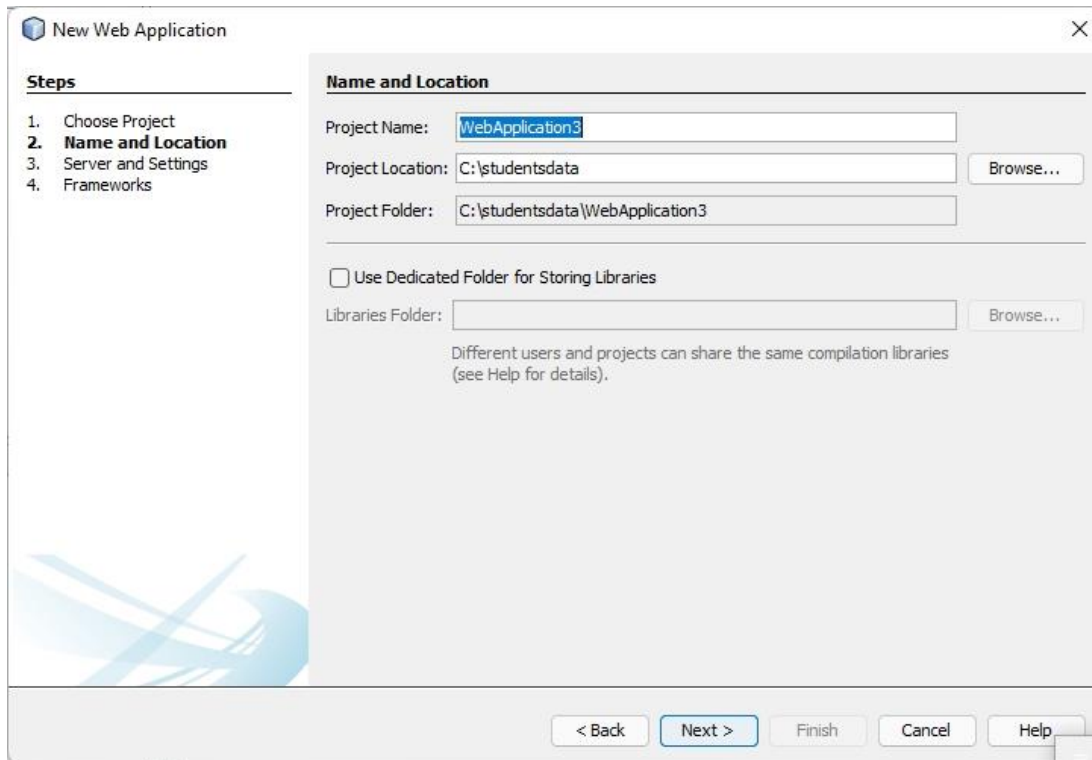 New Web Application
Steps
1. Choose Project
2. Name and Location
3. Server and Settings
4. Frameworks
Name and Location
Project Name: WebApplication3
Project Location: C:\studentsdata Browse...
Project Folder: C:\studentsdata\WebApplication3
Use Dedicated Folder for Storing Libraries
Libraries Folder: Browse...
Different users and projects can share the same compilation libraries
(see Help for details).
< Back Next > Finish Cancel Help